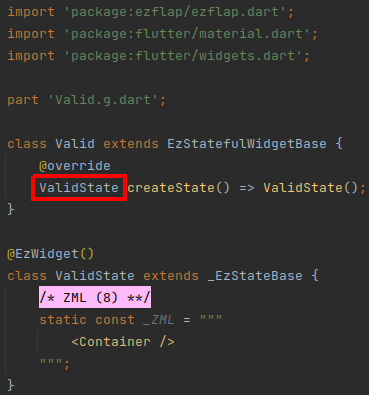 import 'package:ezflap/ezflap.dart';
import 'package:flutter/material.dart';
import 'package:flutter/widgets.dart';
part 'Valid.g.dart';
class Valid extends EzStatefulWidgetBase {
@override
ValidState createState() => ValidState();
}
@EzWidget()
class ValidState extends _EzStateBase {
/* ZML (8) **/
static const _ZML = """
<Container />
""";
}